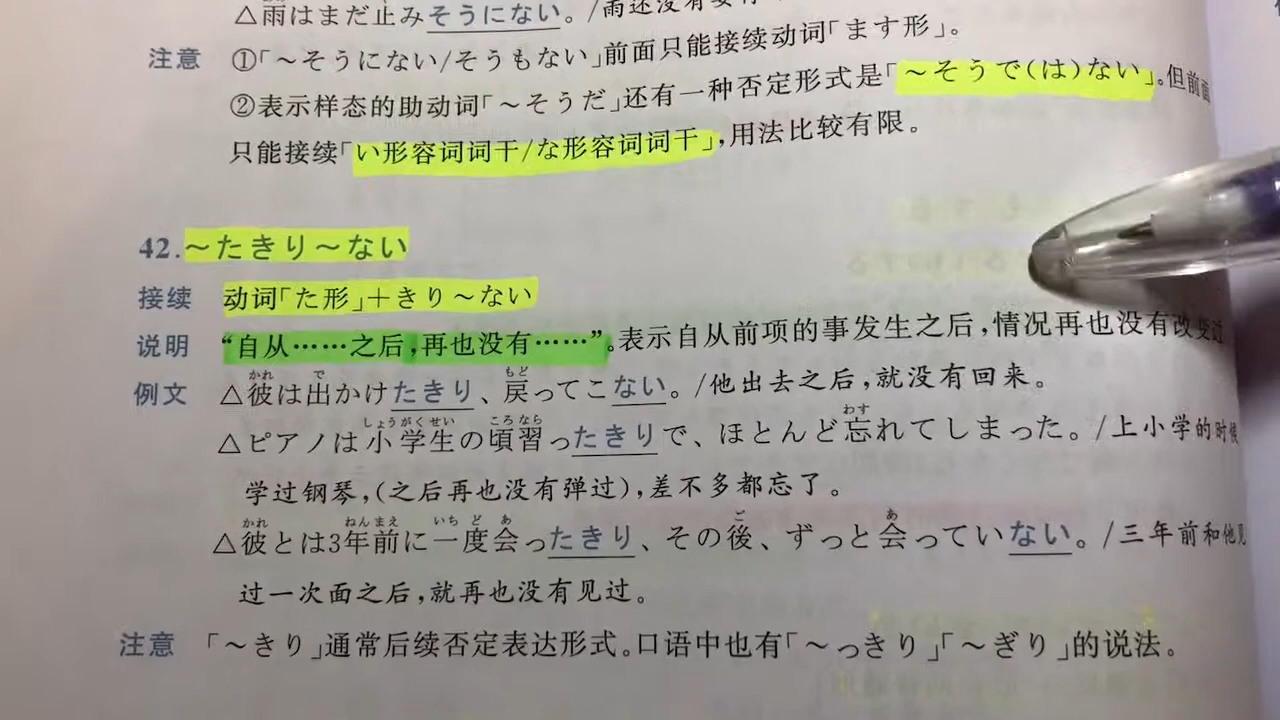 △雨はまだ止みそうにない。/雨还没有
注意 ①「～そうにない/そうもない」前面只能接续动词「ます形」。
②表示样态的助动词「～そうだ」还有一种否定形式是「～そうで(は)ない」。但前面
只能接续「い形容词词干/な形容词词干」,用法比较有限。
42.～たきり～ない
接续 动词「た形」＋きり～ない
说明 “自从……之后,再也没有……”。表示自从前项的事发生之后,情况再也没有改变过
例文 △彼は出かけたきり、戻ってこない。/他出去之后,就没有回来。
△ピアノは小学生の頃習ったきりで、ほとんど忘れてしまった。/上小学的时候
学过钢琴,(之后再也没有弹过),差不多都忘了。
△彼とは3年前に一度会ったきり、その後、ずっと会っていない。/三年前和他见
过一次面之后,就再也没有见过。
注意 「～きり」通常后续否定表达形式。口语中也有「～っきり」「～ぎり」的说法。